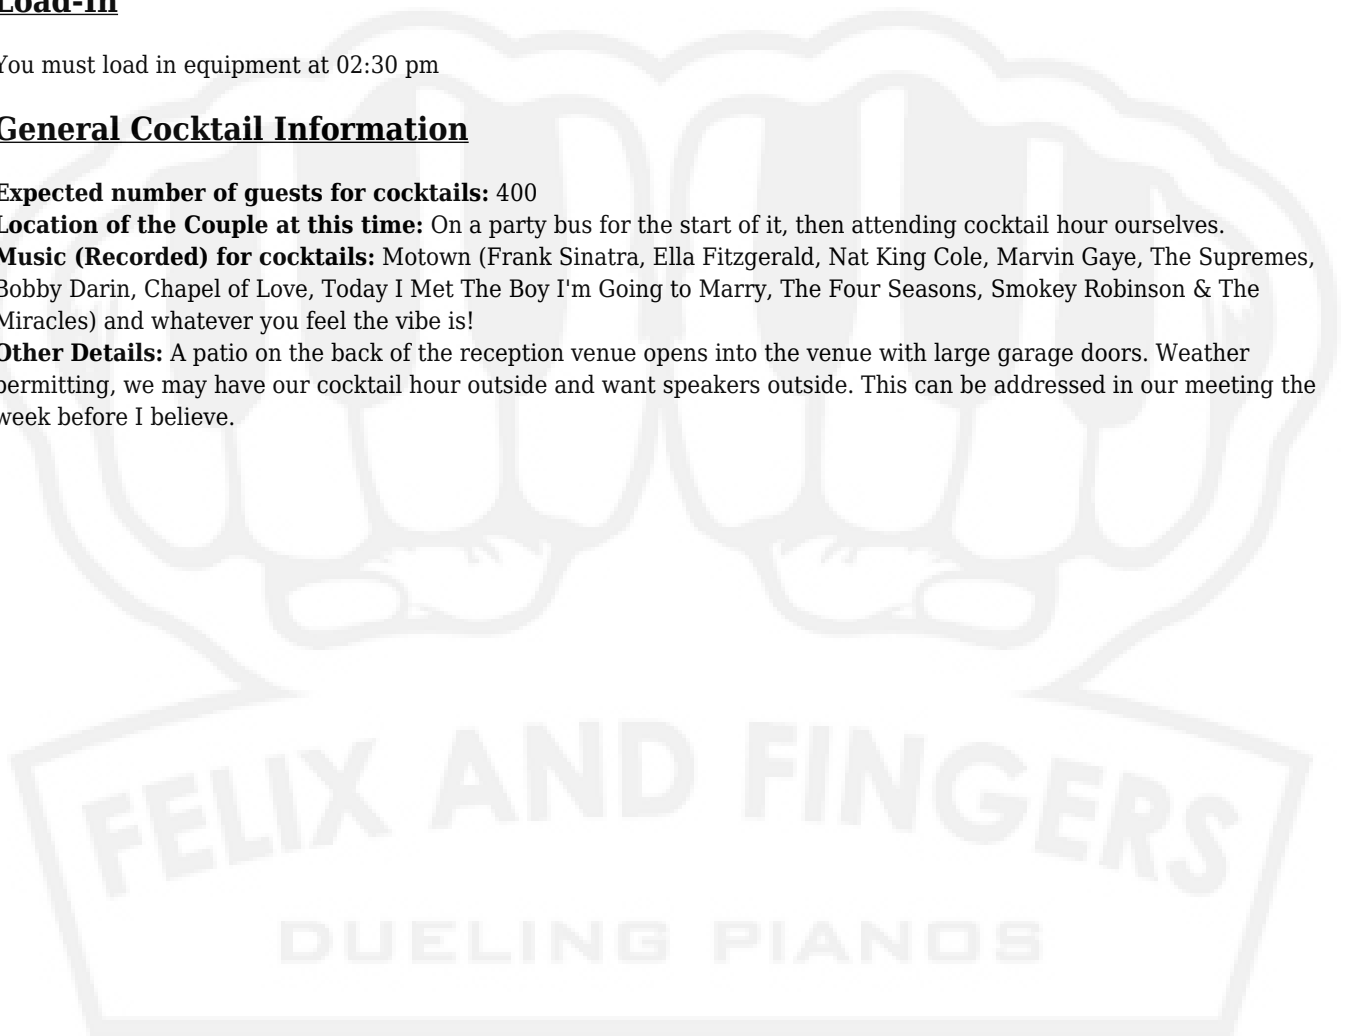 Load-In
You must load in equipment at 02:30 pm
General Cocktail Information
Expected number of guests for cocktails: 400
Location of the Couple at this time: On a party bus for the start of it, then attending cocktail hour ourselves.
Music (Recorded) for cocktails: Motown (Frank Sinatra, Ella Fitzgerald, Nat King Cole, Marvin Gaye, The Supremes,
Bobby Darin, Chapel of Love, Today I Met The Boy I'm Going to Marry, The Four Seasons, Smokey Robinson & The
Miracles) and whatever you feel the vibe is!
Other Details: A patio on the back of the reception venue opens into the venue with large garage doors. Weather
permitting, we may have our cocktail hour outside and want speakers outside. This can be addressed in our meeting the
week before I believe.
FELIX AND FINGERS
DUELING PIANOS